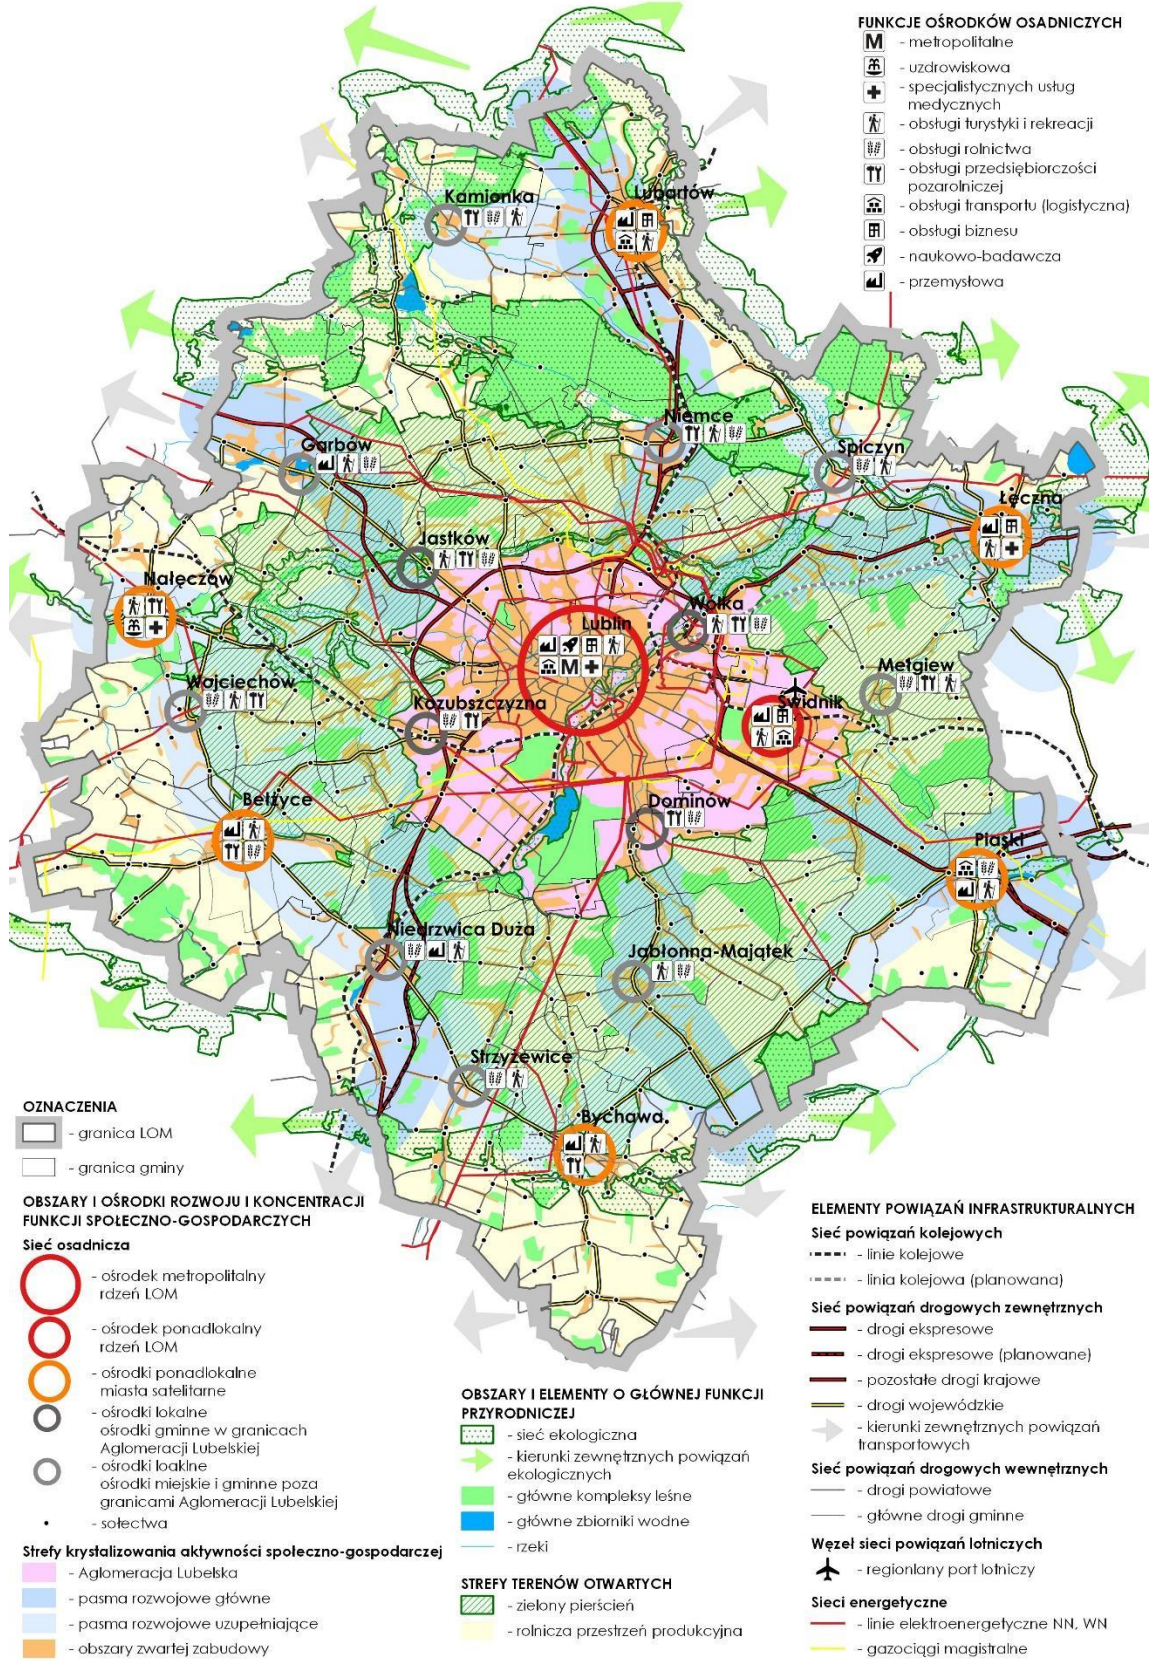 FUNKCJE OŚRODKÓW OSADNICZYCH
M - metropolitalne
- uzdrowiskowa
- specjalistycznych usług
medycznych
- obsługi turystyki i rekreacji
- obsługi rolnictwa
- obsługi przedsiębiorczości
pozarolniczej
- obsługi transportu (logistyczna)
- obsługi biznesu
- naukowo-badawcza
- przemysłowa
Kamionka
Lubartów
Niemce
Garbów
Spiczyn
Łęczna
Jastków
Nałęczów
Wólka
Lublin
M
Mełgiew
Wojciechów
Kozubszczyzna
Świdnik
Bełżyce
Dominów
Piaski
Niedrzwica Duża
Jabłonna-Majątek
Strzyżewice
Bychawa
OZNACZENIA
- granica LOM
- granica gminy
OBSZARY I OŚRODKI ROZWOJU I KONCENTRACJI
FUNKCJI SPOŁECZNO-GOSPODARCZYCH
Sieć osadnicza
- ośrodek metropolitalny
rdzeń LOM
- ośrodek ponadlokalny
rdzeń LOM
- ośrodki ponadlokalne
miasta satelitarne
- ośrodki lokalne
ośrodki gminne w granicach
Aglomeracji Lubelskiej
- ośrodki loaklne
ośrodki miejskie i gminne poza
granicami Aglomeracji Lubelskiej
- sołectwa
Strefy krystalizowania aktywności społeczno-gospodarczej
- Aglomeracja Lubelska
- pasma rozwojowe główne
- pasma rozwojowe uzupełniające
- obszary zwartej zabudowy
OBSZARY I ELEMENTY O GŁÓWNEJ FUNKCJI
PRZYRODNICZEJ
- sieć ekologiczna
- kierunki zewnętrznych powiązań
ekologicznych
- główne kompleksy leśne
- główne zbiorniki wodne
- rzeki
STREFY TERENÓW OTWARTYCH
- zielony pierścień
- rolnicza przestrzeń produkcyjna
ELEMENTY POWIĄZAŃ INFRASTRUKTURALNYCH
Sieć powiązań kolejowych
- linie kolejowe
- linia kolejowa (planowana)
Sieć powiązań drogowych zewnętrznych
- drogi ekspresowe
- drogi ekspresowe (planowane)
- pozostałe drogi krajowe
- drogi wojewódzkie
- kierunki zewnętrznych powiązań
transportowych
Sieć powiązań drogowych wewnętrznych
- drogi powiatowe
- główne drogi gminne
Węzeł sieci powiązań lotniczych
- regionlany port lotniczy
Sieci energetyczne
- linie elektroenergetyczne NN, WN
- gazociągi magistralne